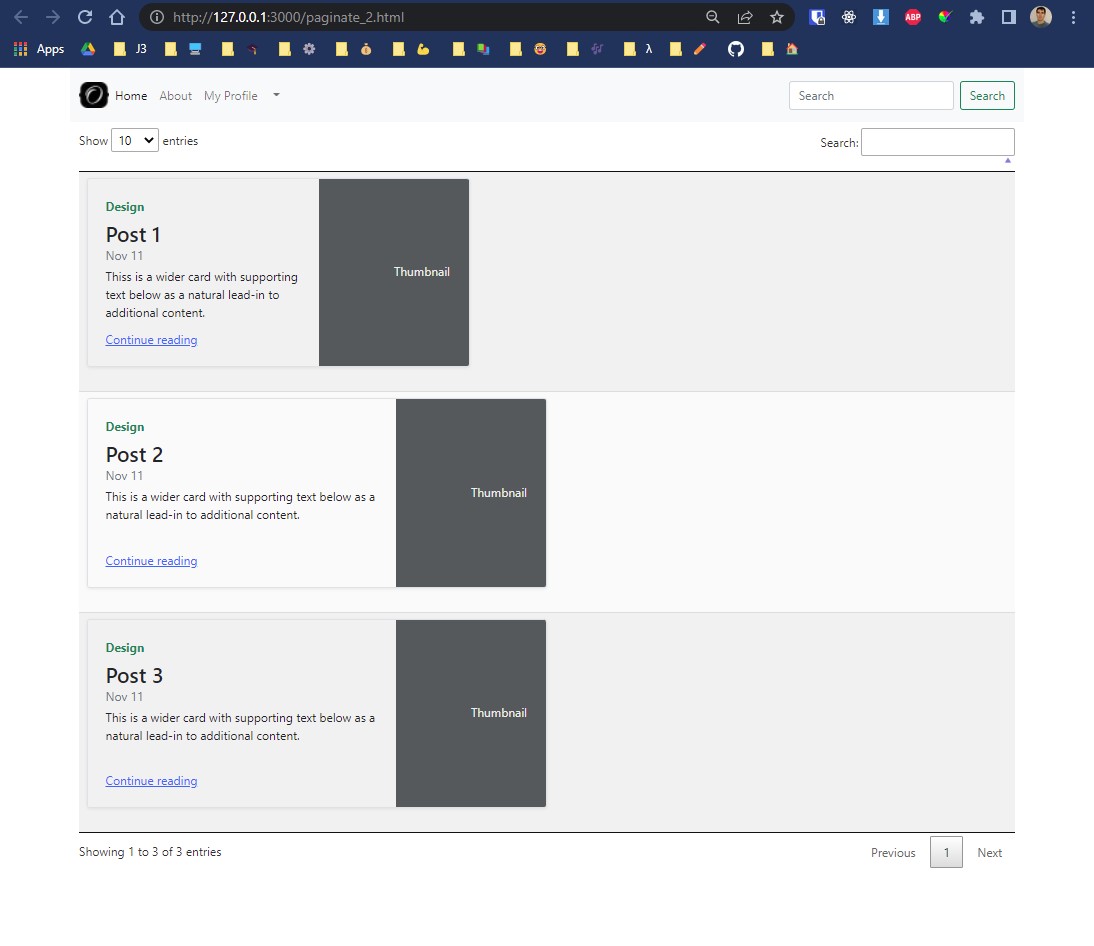 http://127.0.0.1:3000/paginate_2.html
ABP
Apps
J3
λ
Home About My Profile
Search Search
Show 10 entries
Search:
Design
Post 1
Nov 11
Thiss is a wider card with supporting
text below as a natural lead-in to
additional content.
Continue reading
Thumbnail
Design
Post 2
Nov 11
This is a wider card with supporting text below as a
natural lead-in to additional content.
Continue reading
Thumbnail
Design
Post 3
Nov 11
This is a wider card with supporting text below as a
natural lead-in to additional content.
Continue reading
Thumbnail
Showing 1 to 3 of 3 entries
Previous 1 Next